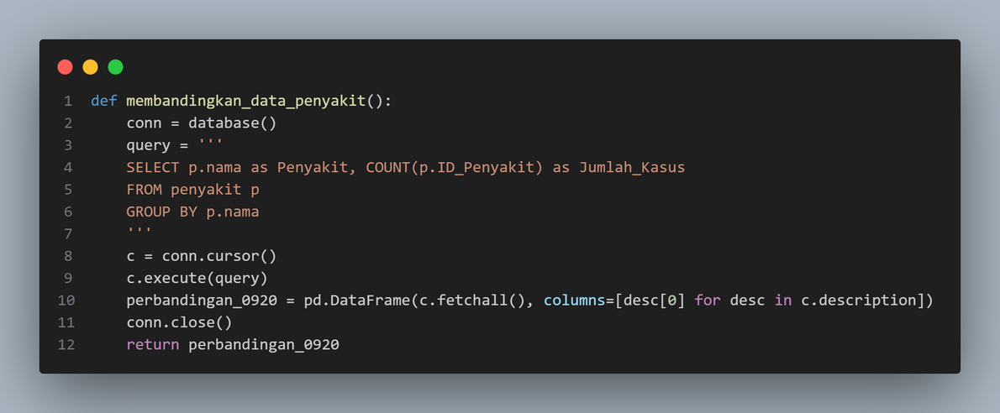 1 def membandingkan_data_penyakit():
2     conn = database()
3     query = '''
4     SELECT p.nama as Penyakit, COUNT(p.ID_Penyakit) as Jumlah_Kasus
5     FROM penyakit p
6     GROUP BY p.nama
7     '''
8     c = conn.cursor()
9     c.execute(query)
10     perbandingan_0920 = pd.DataFrame(c.fetchall(), columns=[desc[0] for desc in c.description])
11     conn.close()
12     return perbandingan_0920